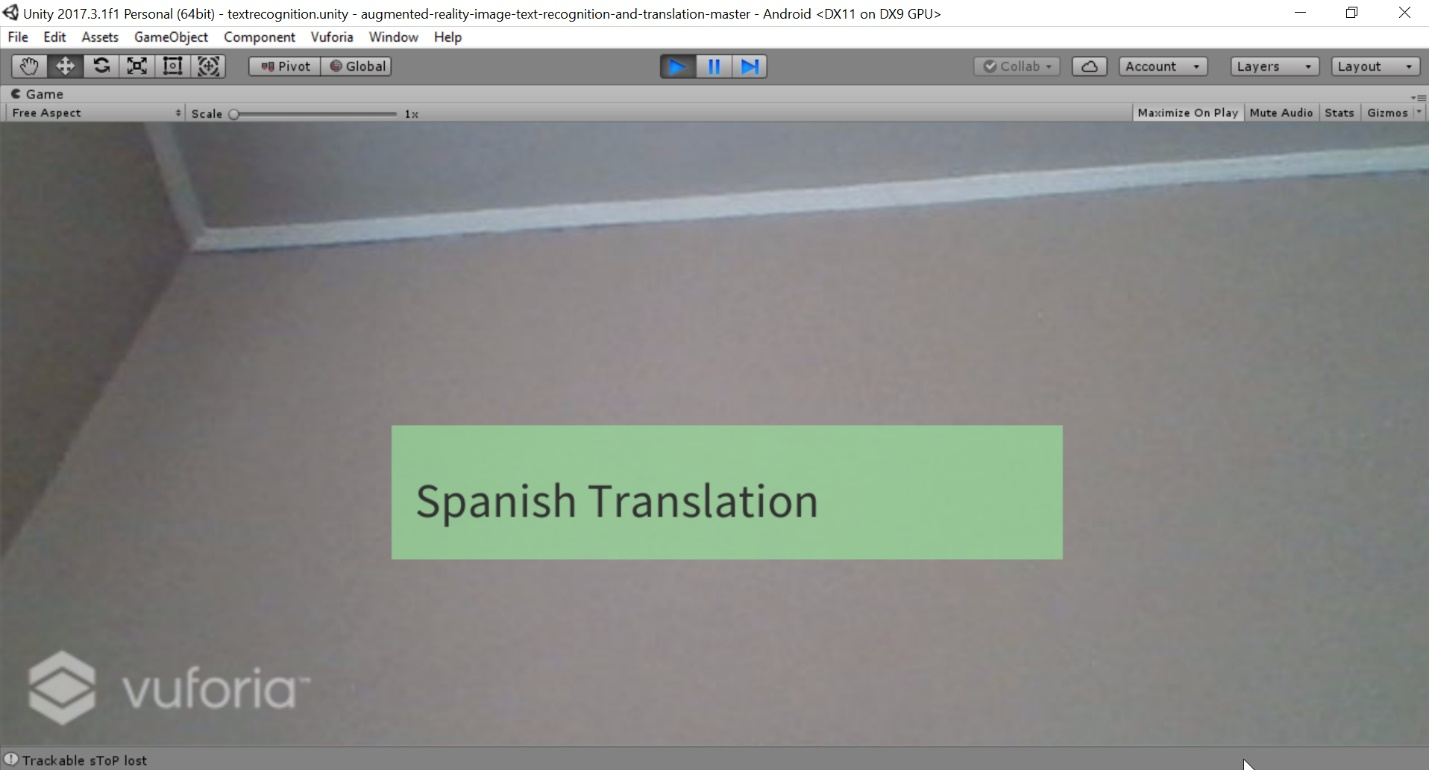 Unity 2017.3.1f1 Personal (64bit) - textrecognition.unity - augmented-reality-image-text-recognition-and-translation-master - Android <DX11 on DX9 GPU>
File Edit Assets GameObject Component Vuforia Window Help
Pivot Global Collab Account Layers Layout
Game
Free Aspect Scale 1x Maximize On Play Mute Audio Stats Gizmos
Spanish Translation
vuforia™
Trackable sToP lost